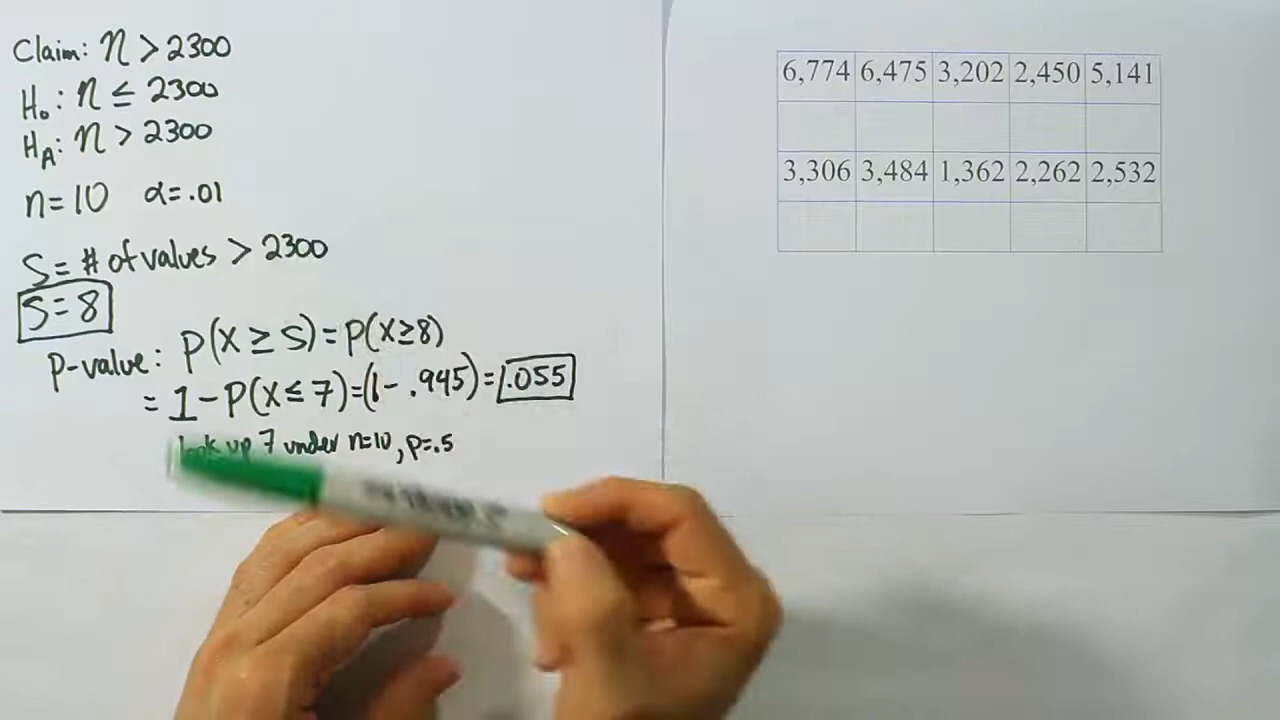 Claim: η > 2300
H₀: η ≤ 2300
H_A: η > 2300
n=10 α=.01
S = # of values > 2300
S=8
p-value: P(X ≥ S) = P(X≥8)
= 1 - P(X ≤ 7)=(1- .945) = .055
look up 7 under n=10, p=.5
6,774 6,475 3,202 2,450 5,141
3,306 3,484 1,362 2,262 2,532